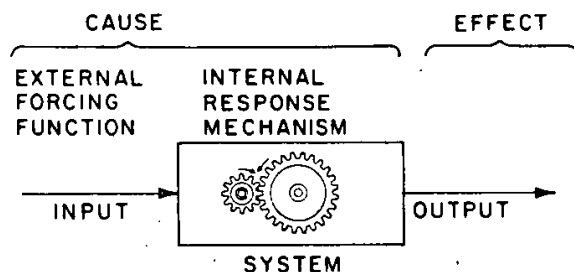 CAUSE
EFFECT
EXTERNAL
FORCING
FUNCTION
INTERNAL
RESPONSE
MECHANISM
INPUT
OUTPUT
SYSTEM